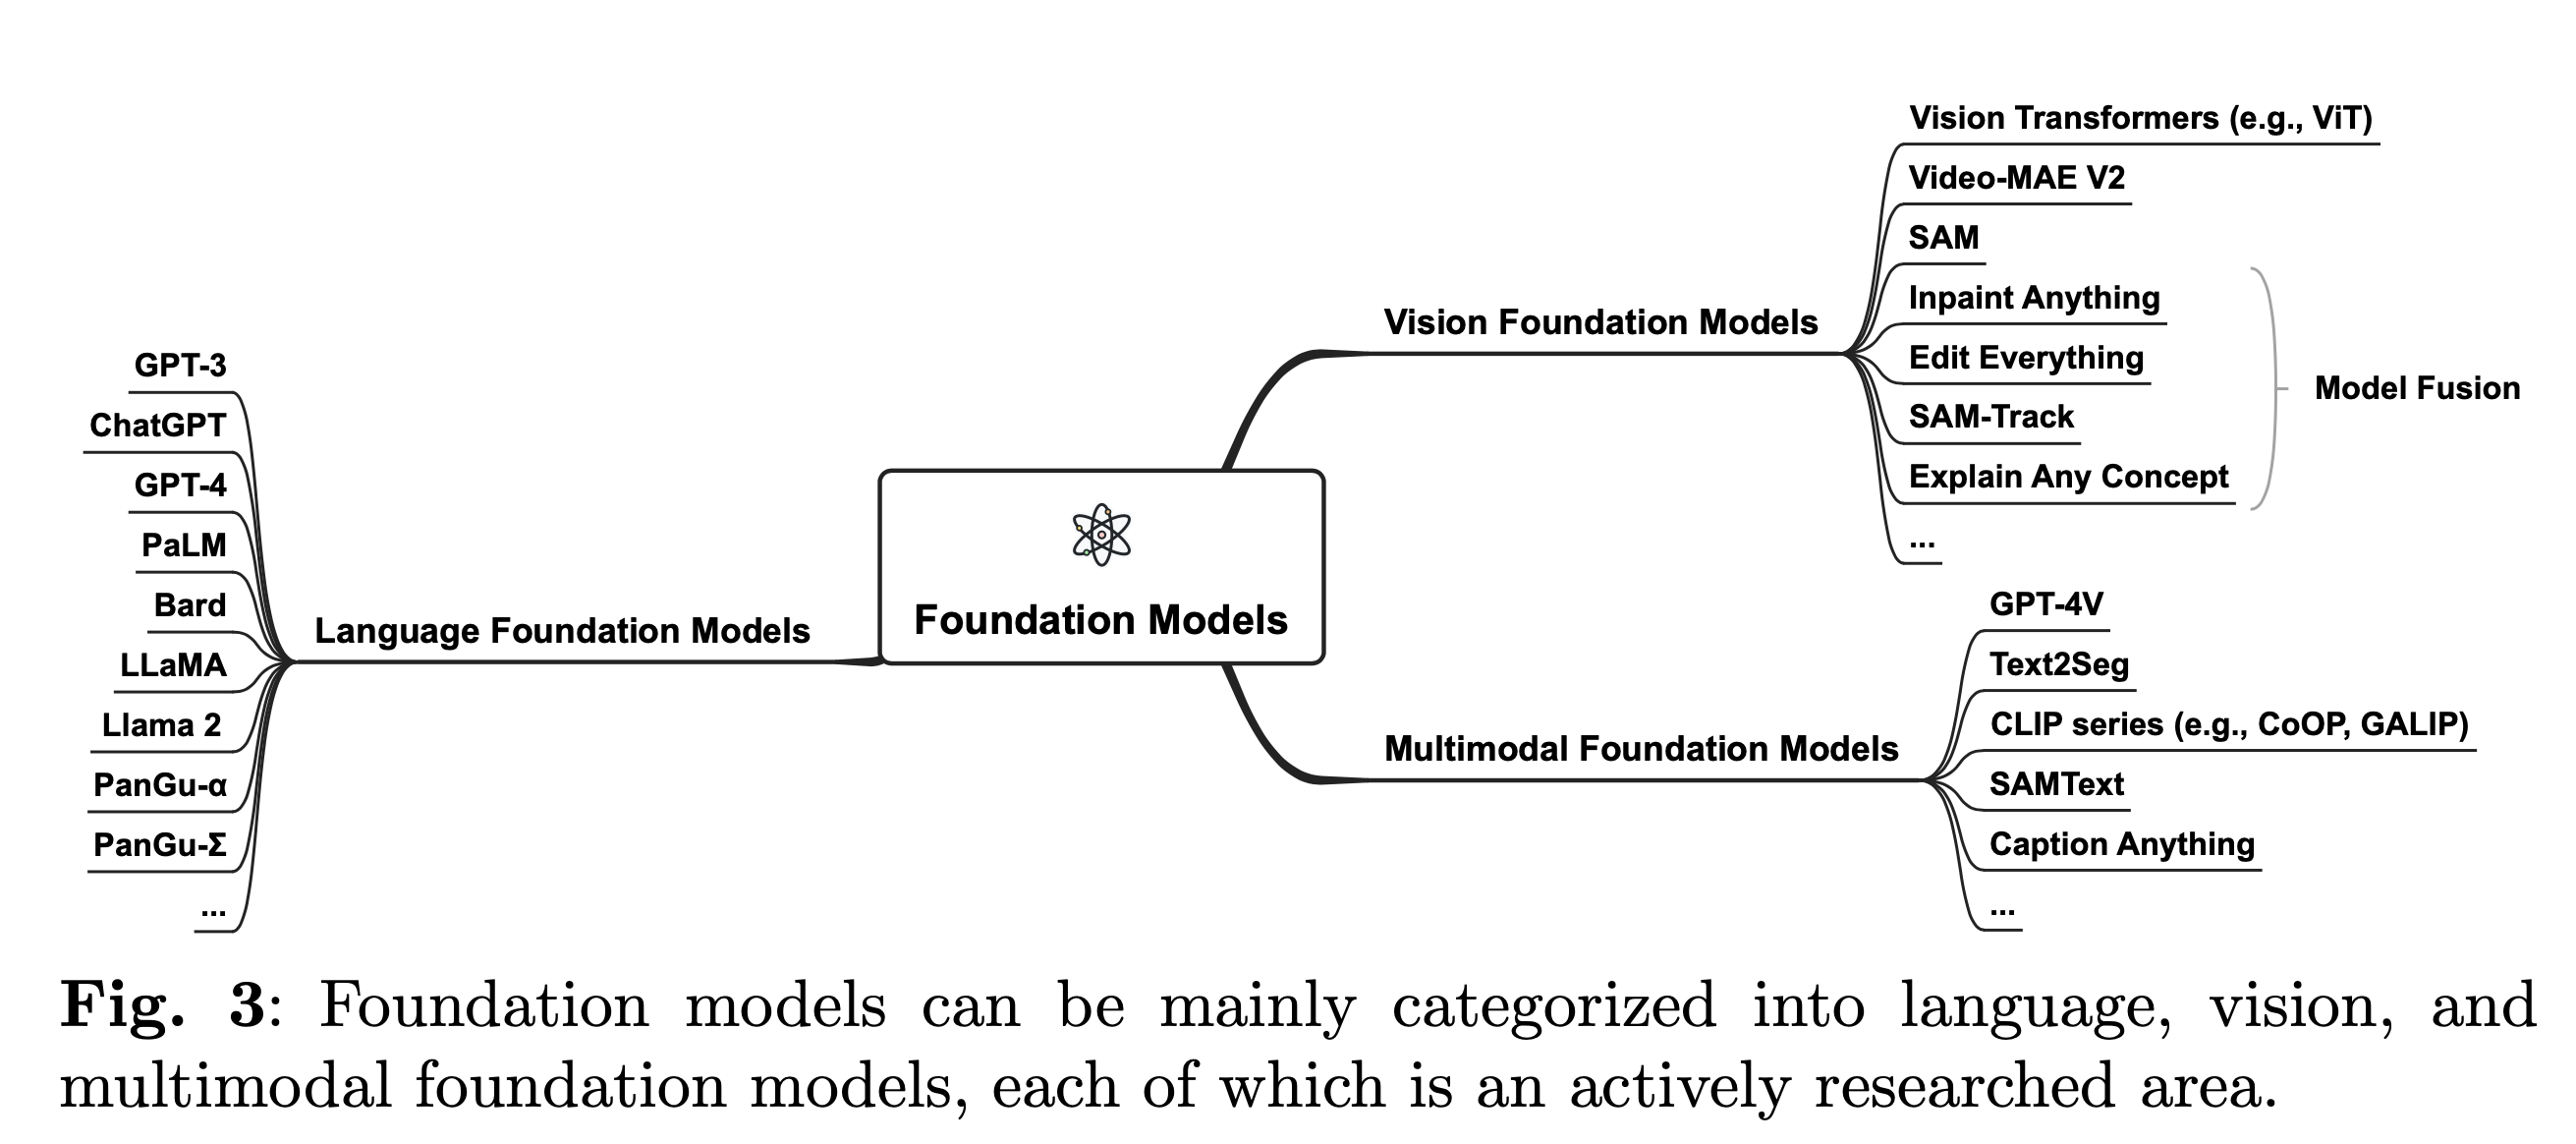 Vision Transformers (e.g., ViT)
Video-MAE V2
SAM
Inpaint Anything
Vision Foundation Models
Edit Everything
Model Fusion
SAM-Track
Explain Any Concept
...
GPT-3
ChatGPT
GPT-4
PaLM
Bard
LLaMA
Llama 2
PanGu-α
PanGu-Σ
...
Language Foundation Models
Foundation Models
Multimodal Foundation Models
GPT-4V
Text2Seg
CLIP series (e.g., CoOP, GALIP)
SAMText
Caption Anything
...
Fig. 3: Foundation models can be mainly categorized into language, vision, and
multimodal foundation models, each of which is an actively researched area.